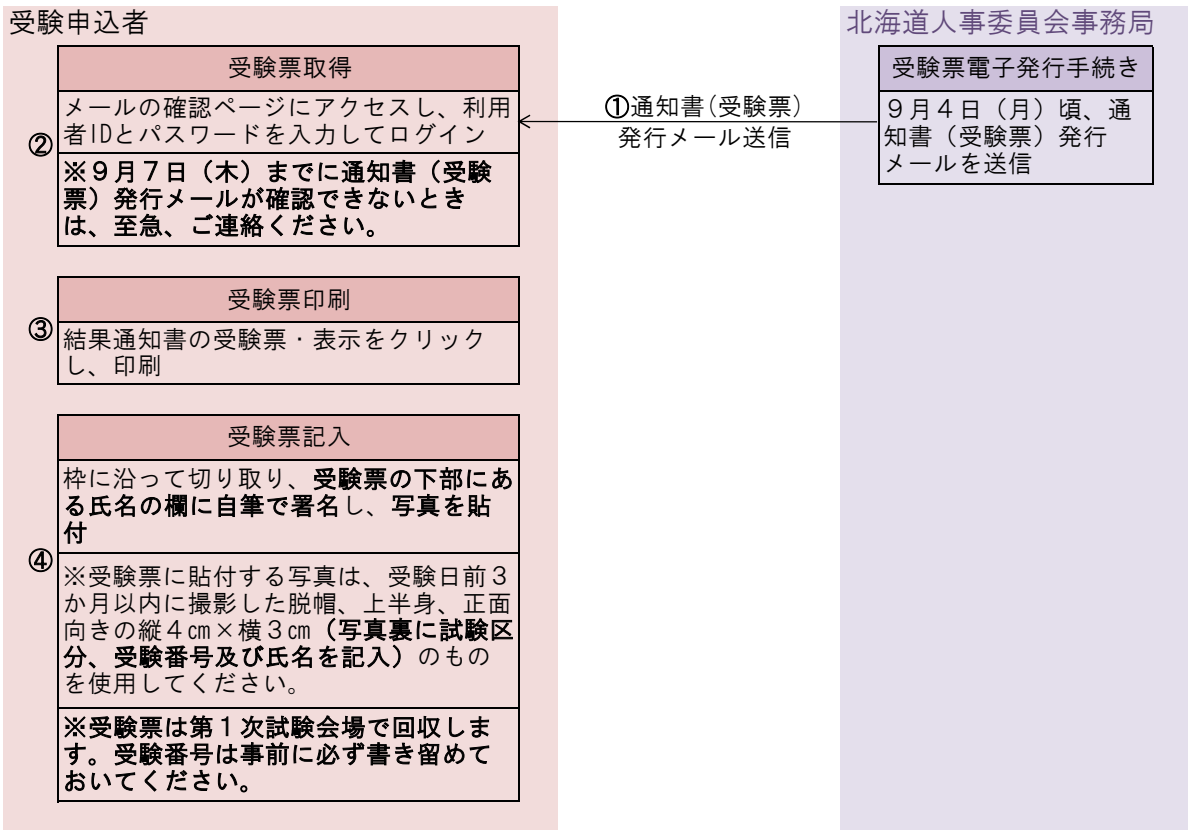 受験申込者
受験票取得
②
メールの確認ページにアクセスし、利用
者IDとパスワードを入力してログイン
※９月７日（木）までに通知書（受験
票）発行メールが確認できないとき
は、至急、ご連絡ください。
①通知書(受験票)
発行メール送信
北海道人事委員会事務局
受験票電子発行手続き
９月４日（月）頃、通
知書（受験票）発行
メールを送信
受験票印刷
③
結果通知書の受験票・表示をクリック
し、印刷
受験票記入
④
枠に沿って切り取り、受験票の下部にあ
る氏名の欄に自筆で署名し、写真を貼
付
※受験票に貼付する写真は、受験日前３
か月以内に撮影した脱帽、上半身、正面
向きの縦４㎝×横３㎝（写真裏に試験区
分、受験番号及び氏名を記入）のもの
を使用してください。
※受験票は第１次試験会場で回収しま
す。受験番号は事前に必ず書き留めて
おいてください。